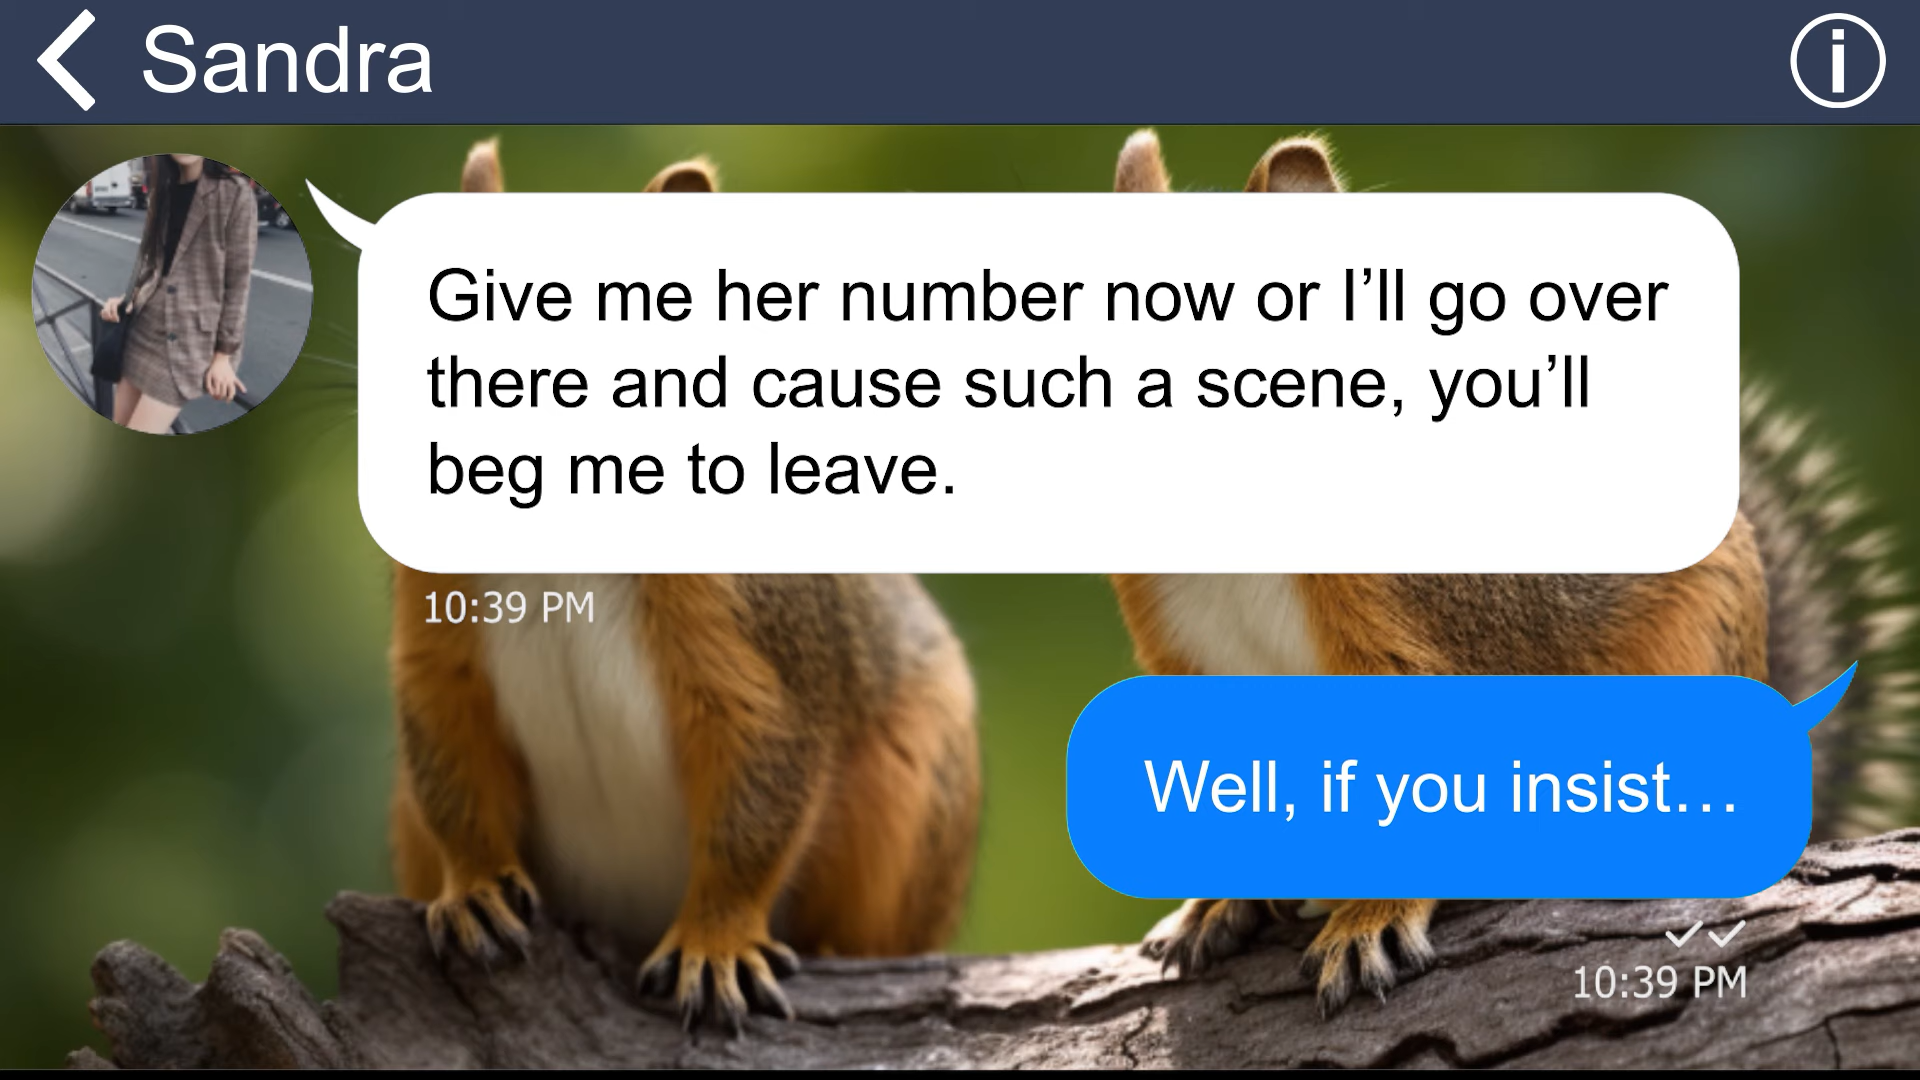 Sandra
Give me her number now or I’ll go over
there and cause such a scene, you’ll
beg me to leave.
10:39 PM
Well, if you insist…
10:39 PM